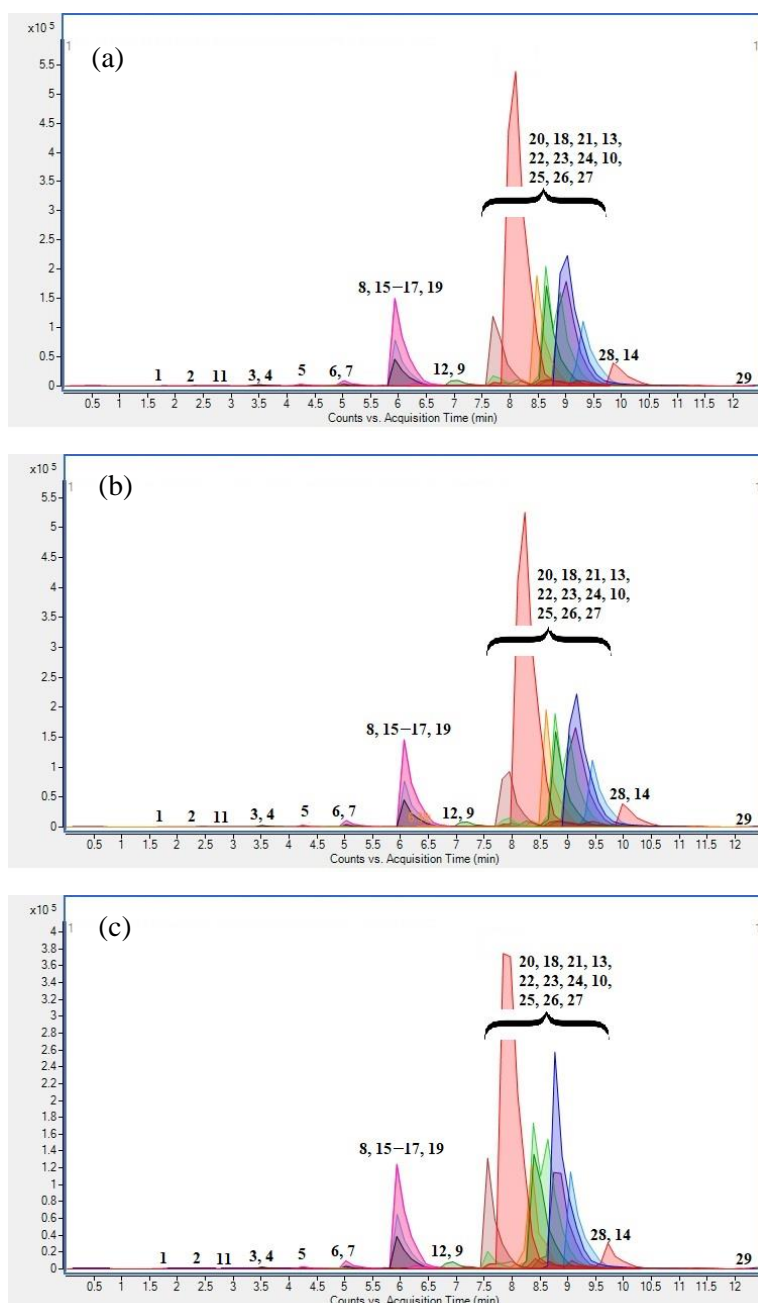 x10 5
1
(a)
1
5.5
5
4.5
4
3.5
3
2.5
2
1.5
1
0.5
0
20, 18, 21, 13,
22, 23, 24, 10,
25, 26, 27
8, 15−17, 19
1 2 11 3, 4 5 6, 7 12, 9 28, 14 29
0.5 1 1.5 2 2.5 3 3.5 4 4.5 5 5.5 6 6.5 7 7.5 8 8.5 9 9.5 10 10.5 11 11.5 12
Counts vs. Acquisition Time (min)
x10 5
1
(b)
1
5.5
5
4.5
4
3.5
3
2.5
2
1.5
1
0.5
0
20, 18, 21, 13,
22, 23, 24, 10,
25, 26, 27
8, 15−17, 19
1 2 11 3, 4 5 6, 7 12, 9 28, 14 29
0.5 1 1.5 2 2.5 3 3.5 4 4.5 5 5.5 6 6.5 7 7.5 8 8.5 9 9.5 10 10.5 11 11.5 12
Counts vs. Acquisition Time (min)
x10 5
1
(c)
1
4
3.8
3.6
3.4
3.2
3
2.8
2.6
2.4
2.2
2
1.8
1.6
1.4
1.2
1
0.8
0.6
0.4
0.2
0
20, 18, 21, 13,
22, 23, 24, 10,
25, 26, 27
8, 15−17, 19
1 2 11 3, 4 5 6, 7 12, 9 28, 14 29
0.5 1 1.5 2 2.5 3 3.5 4 4.5 5 5.5 6 6.5 7 7.5 8 8.5 9 9.5 10 10.5 11 11.5 12
Counts vs. Acquisition Time (min)